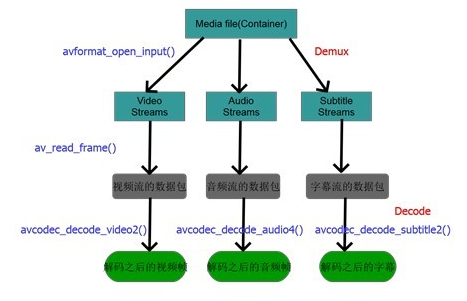 Media file(Container)
avformat_open_input()
Demux
Video
Streams
Audio
Streams
Subtitle
Streams
av_read_frame()
视频流的数据包
音频流的数据包
字幕流的数据包
Decode
avcodec_decode_video2()
avcodec_decode_audio4()
avcodec_decode_subtitle2()
解码之后的视频帧
解码之后的音频帧
解码之后的字幕